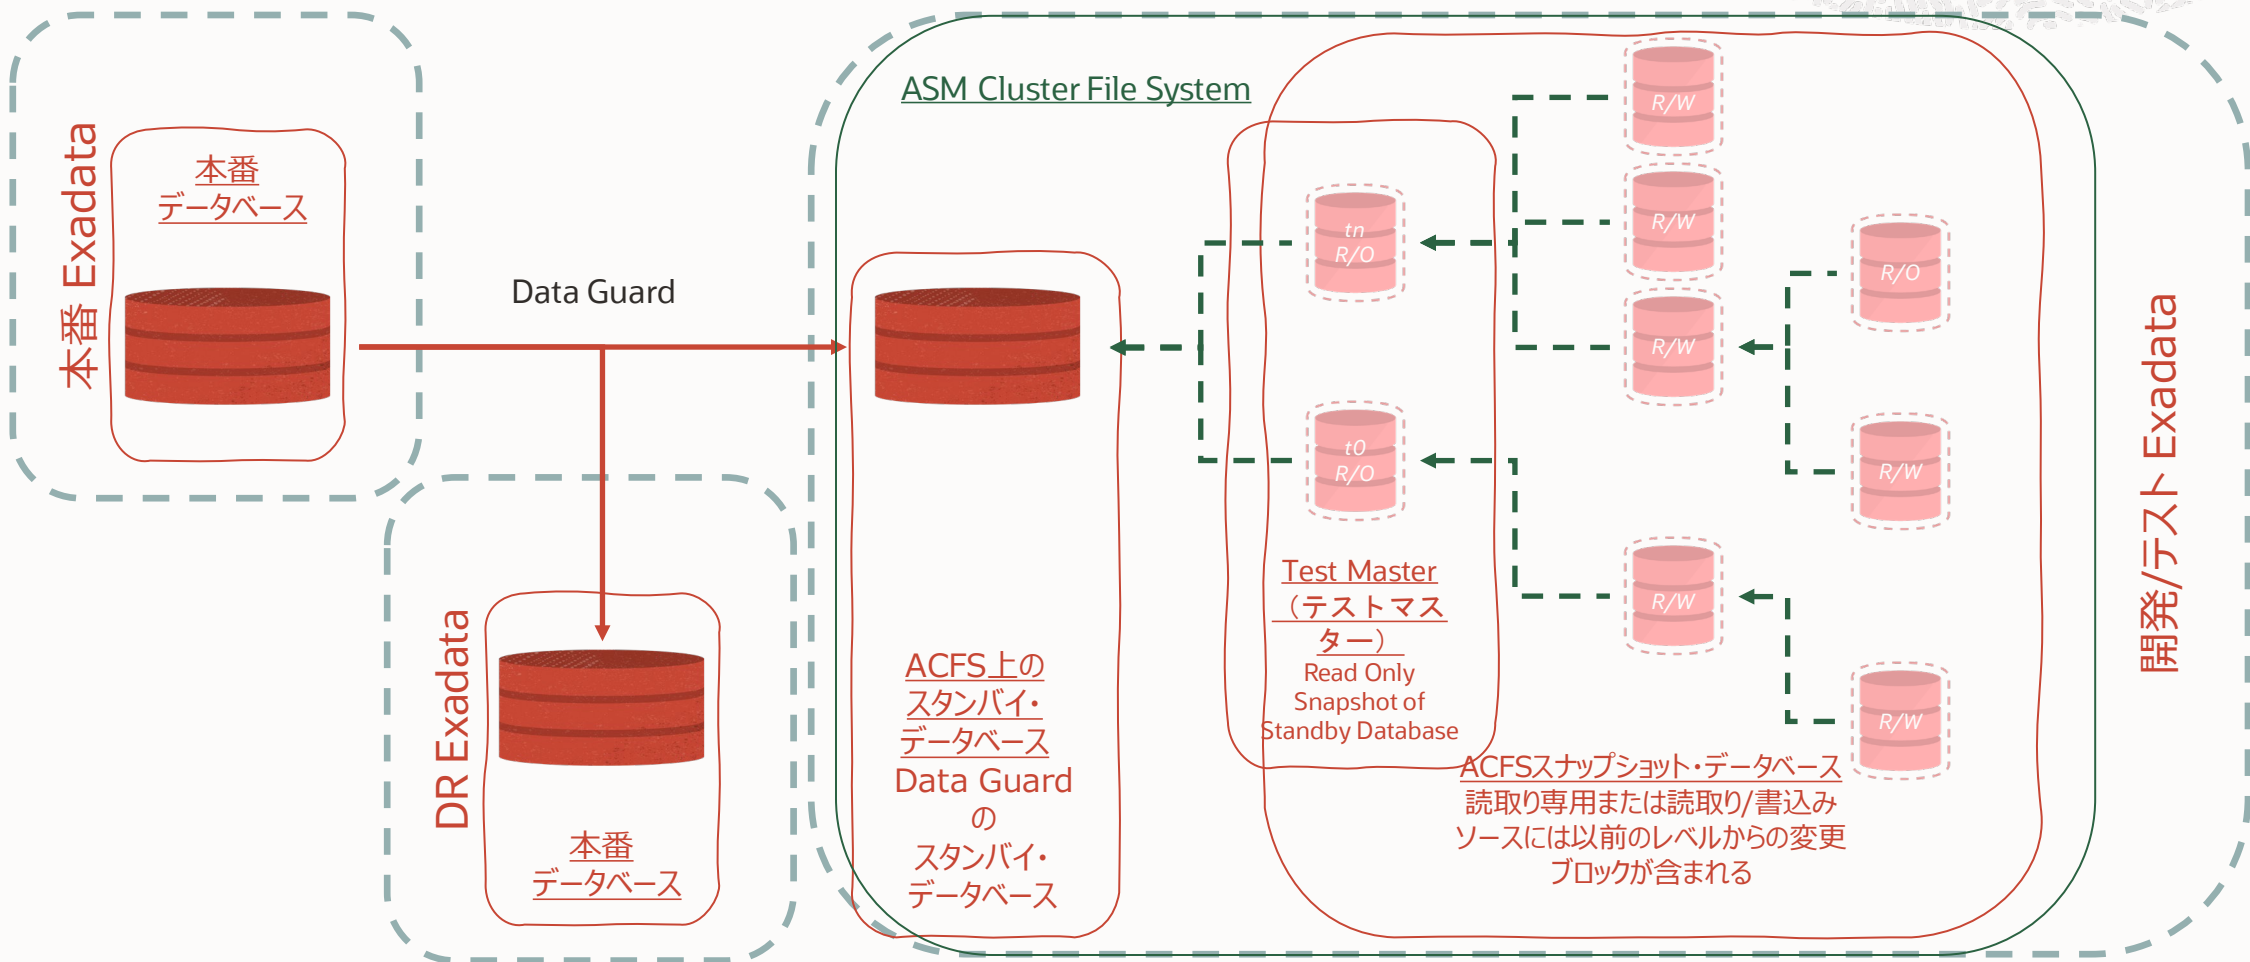 本番 Exadata
本番
データベース
Data Guard
DR Exadata
本番
データベース
ASM Cluster File System
ACFS上の
スタンバイ・
データベース
Data Guard
の
スタンバイ・
データベース
tn
R/O
t0
R/O
Test Master
（テストマス
ター）
Read Only
Snapshot of
Standby Database
R/W
R/W
R/W
R/W
R/O
R/W
R/W
ACFSスナップショット・データベース
読取り専用または読取り/書込み
ソースには以前のレベルからの変更
ブロックが含まれる
開発/テスト Exadata